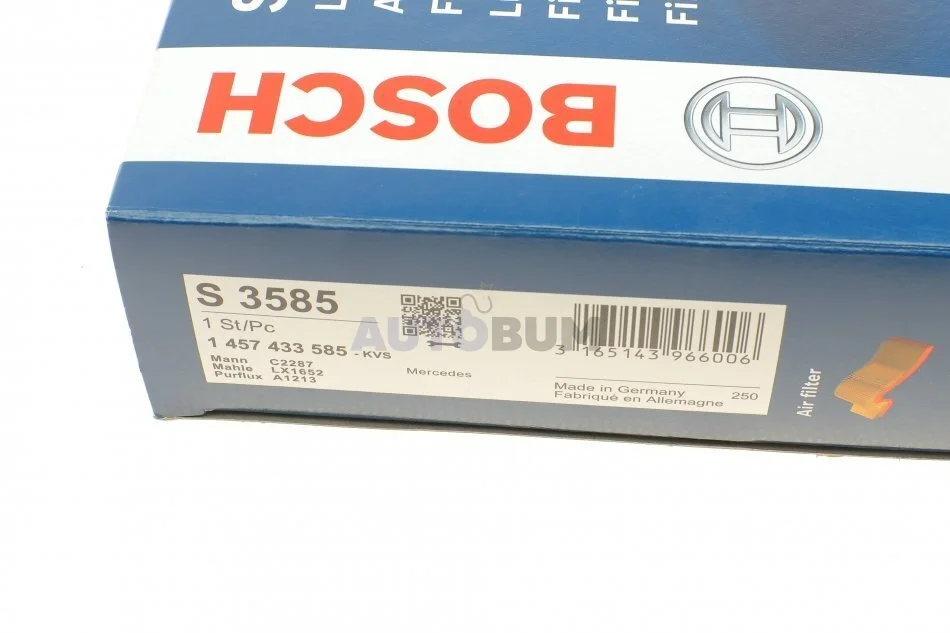 BOSCH
S 3585
1 St/Pc
1 457 433 585 - KVS
Mann C2287
Mahle LX1652
Purflux A1213
Mercedes
3 165143 966006
Made in Germany
Fabriqué en Allemagne
250
Air filter
AUTOBUM